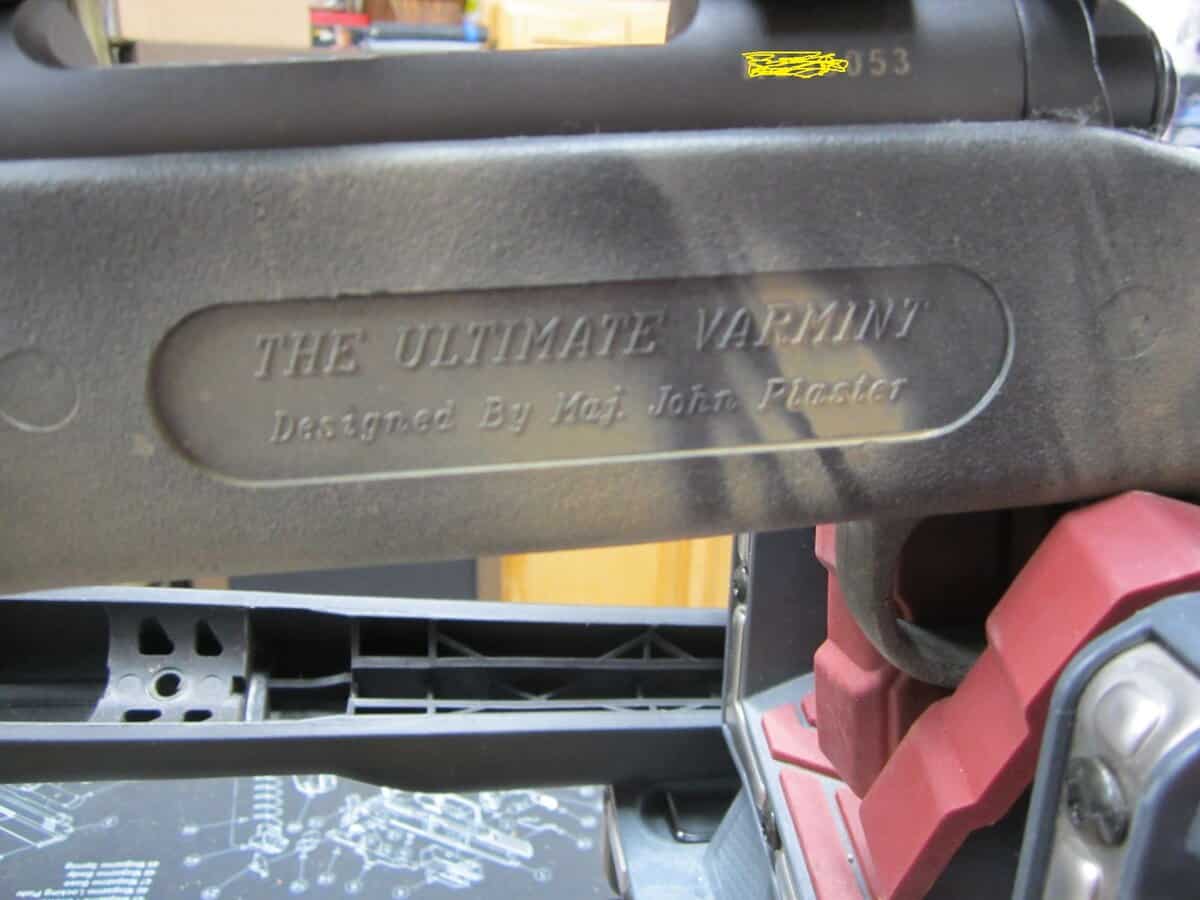 053
THE ULTIMATE VARMINT
Designed By Maj. John Plaster